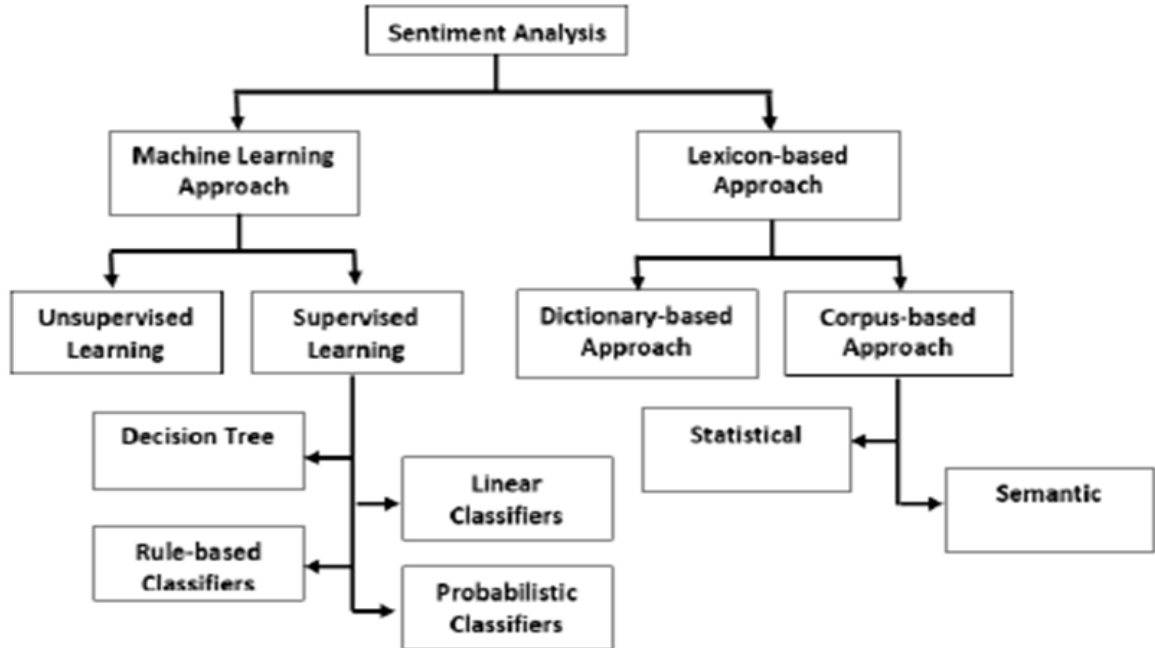 Sentiment Analysis
Machine Learning
Approach
Lexicon-based
Approach
Unsupervised
Learning
Supervised
Learning
Dictionary-based
Approach
Corpus-based
Approach
Decision Tree
Statistical
Linear
Classifiers
Semantic
Rule-based
Classifiers
Probabilistic
Classifiers